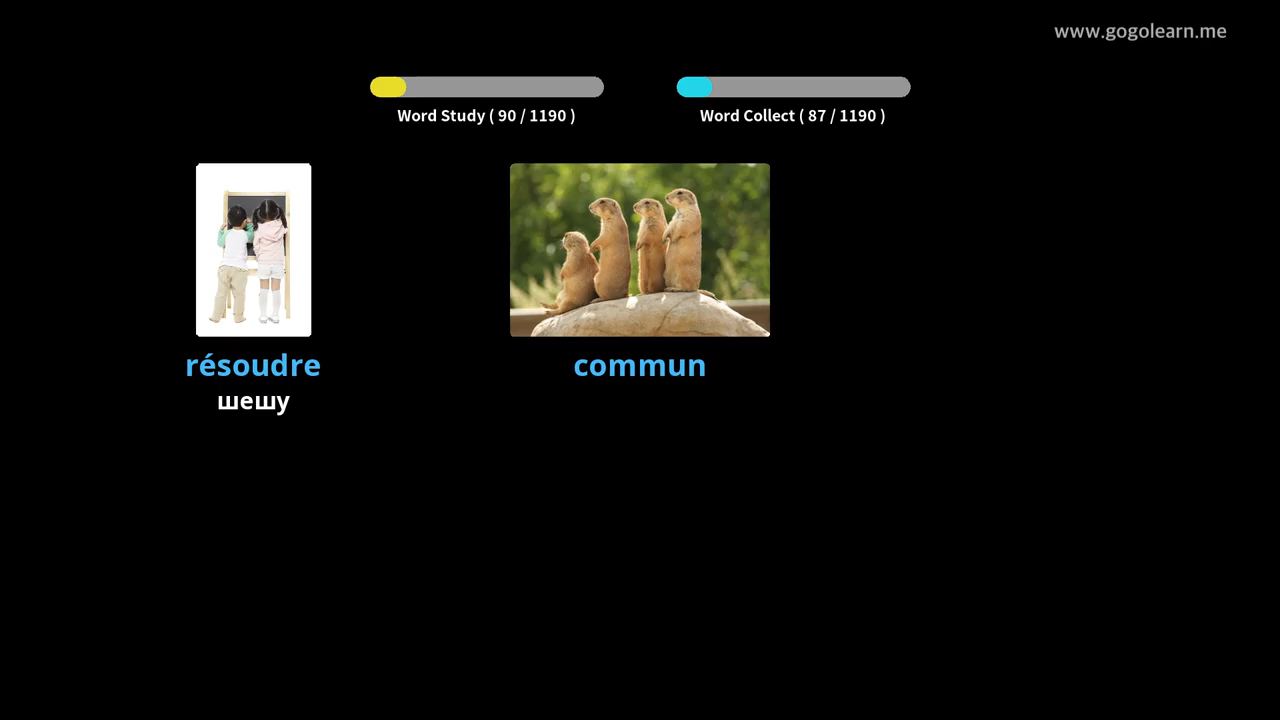 www.gogolearn.me
Word Study ( 90 / 1190 )
Word Collect ( 87 / 1190 )
résoudre
commun
шешу